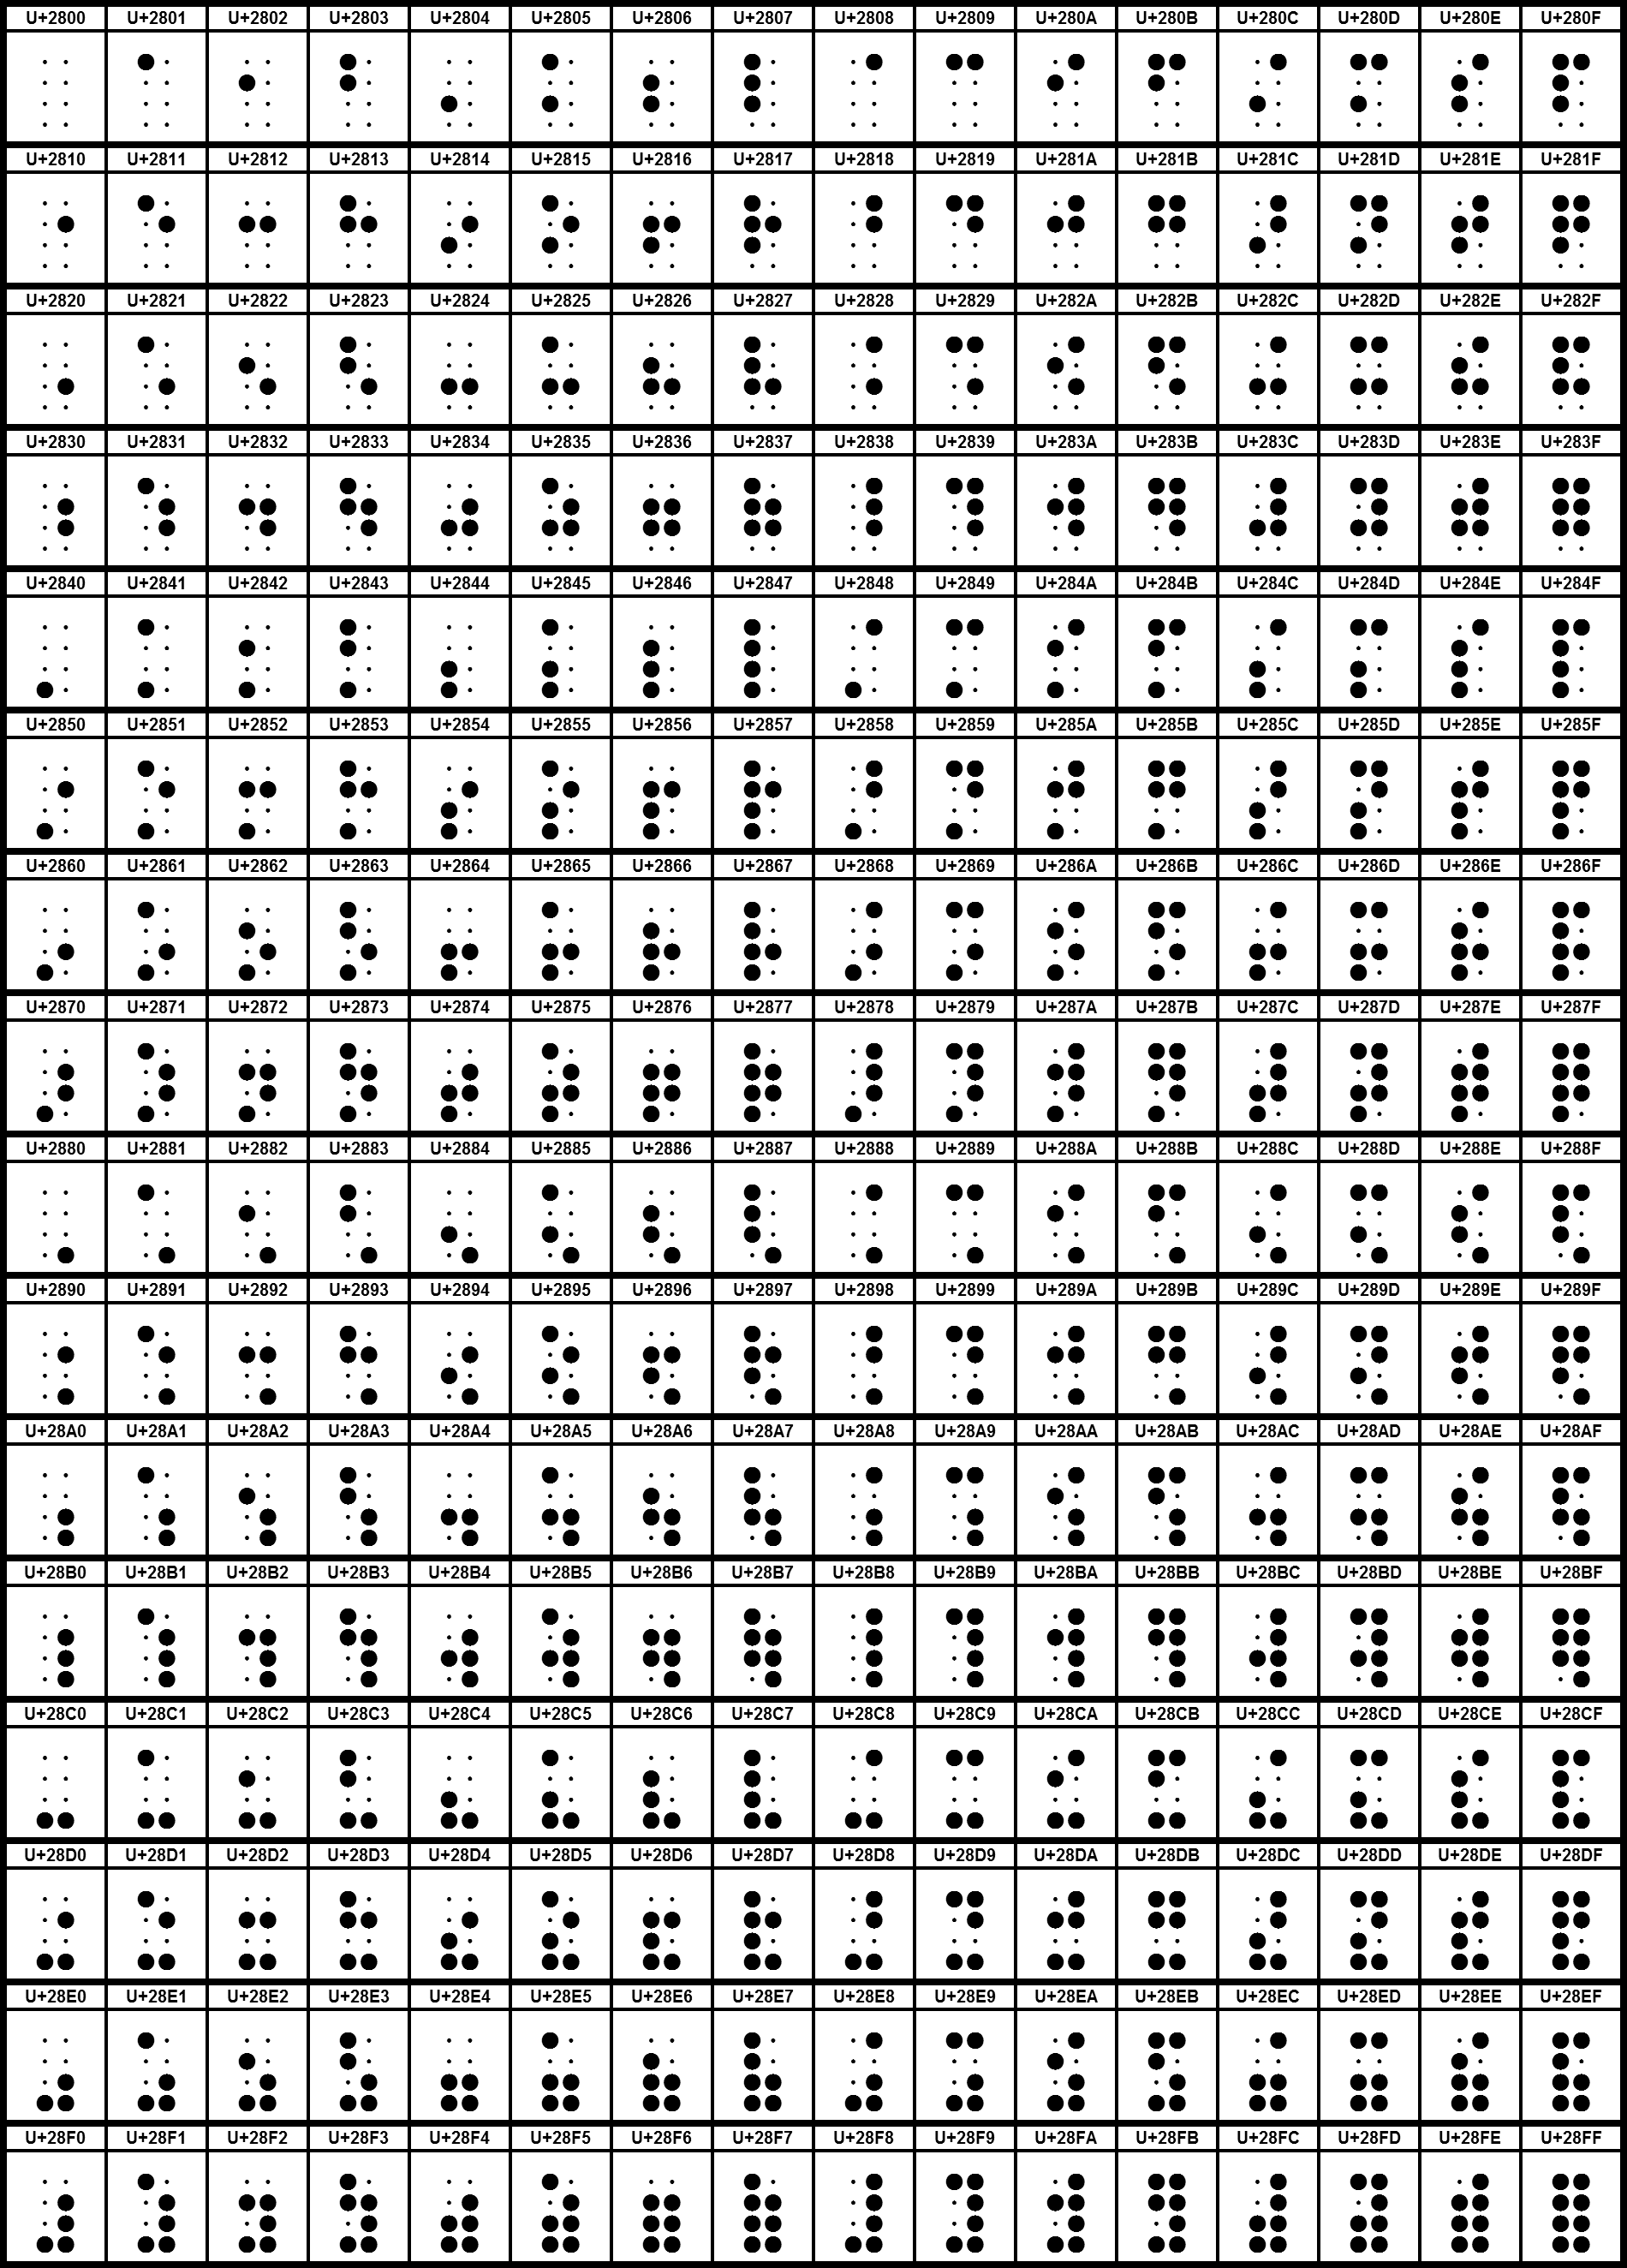 U+2800 U+2801 U+2802 U+2803 U+2804 U+2805 U+2806 U+2807 U+2808 U+2809 U+280A U+280B U+280C U+280D U+280E U+280F
⠀ ⠁ ⠂ ⠃ ⠄ ⠅ ⠆ ⠇ ⠈ ⠉ ⠊ ⠋ ⠌ ⠍ ⠎ ⠏
U+2810 U+2811 U+2812 U+2813 U+2814 U+2815 U+2816 U+2817 U+2818 U+2819 U+281A U+281B U+281C U+281D U+281E U+281F
⠐ ⠑ ⠒ ⠓ ⠔ ⠕ ⠖ ⠗ ⠘ ⠙ ⠚ ⠛ ⠜ ⠝ ⠞ ⠟
U+2820 U+2821 U+2822 U+2823 U+2824 U+2825 U+2826 U+2827 U+2828 U+2829 U+282A U+282B U+282C U+282D U+282E U+282F
⠠ ⠡ ⠢ ⠣ ⠤ ⠥ ⠦ ⠧ ⠨ ⠩ ⠪ ⠫ ⠬ ⠭ ⠮ ⠯
U+2830 U+2831 U+2832 U+2833 U+2834 U+2835 U+2836 U+2837 U+2838 U+2839 U+283A U+283B U+283C U+283D U+283E U+283F
⠰ ⠱ ⠲ ⠳ ⠴ ⠵ ⠶ ⠷ ⠸ ⠹ ⠺ ⠻ ⠼ ⠽ ⠾ ⠿
U+2840 U+2841 U+2842 U+2843 U+2844 U+2845 U+2846 U+2847 U+2848 U+2849 U+284A U+284B U+284C U+284D U+284E U+284F
⡀ ⡁ ⡂ ⡃ ⡄ ⡅ ⡆ ⡇ ⡈ ⡉ ⡊ ⡋ ⡌ ⡍ ⡎ ⡏
U+2850 U+2851 U+2852 U+2853 U+2854 U+2855 U+2856 U+2857 U+2858 U+2859 U+285A U+285B U+285C U+285D U+285E U+285F
⡐ ⡑ ⡒ ⡓ ⡔ ⡕ ⡖ ⡗ ⡘ ⡙ ⡚ ⡛ ⡜ ⡝ ⡞ ⡟
U+2860 U+2861 U+2862 U+2863 U+2864 U+2865 U+2866 U+2867 U+2868 U+2869 U+286A U+286B U+286C U+286D U+286E U+286F
⡠ ⡡ ⡢ ⡣ ⡤ ⡥ ⡦ ⡧ ⡨ ⡩ ⡪ ⡫ ⡬ ⡭ ⡮ ⡯
U+2870 U+2871 U+2872 U+2873 U+2874 U+2875 U+2876 U+2877 U+2878 U+2879 U+287A U+287B U+287C U+287D U+287E U+287F
⡰ ⡱ ⡲ ⡳ ⡴ ⡵ ⡶ ⡷ ⡸ ⡹ ⡺ ⡻ ⡼ ⡽ ⡾ ⡿
U+2880 U+2881 U+2882 U+2883 U+2884 U+2885 U+2886 U+2887 U+2888 U+2889 U+288A U+288B U+288C U+288D U+288E U+288F
⢀ ⢁ ⢂ ⢃ ⢄ ⢅ ⢆ ⢇ ⢈ ⢉ ⢊ ⢋ ⢌ ⢍ ⢎ ⢏
U+2890 U+2891 U+2892 U+2893 U+2894 U+2895 U+2896 U+2897 U+2898 U+2899 U+289A U+289B U+289C U+289D U+289E U+289F
⢐ ⢑ ⢒ ⢓ ⢔ ⢕ ⢖ ⢗ ⢘ ⢙ ⢚ ⢛ ⢜ ⢝ ⢞ ⢟
U+28A0 U+28A1 U+28A2 U+28A3 U+28A4 U+28A5 U+28A6 U+28A7 U+28A8 U+28A9 U+28AA U+28AB U+28AC U+28AD U+28AE U+28AF
⢠ ⢡ ⢢ ⢣ ⢤ ⢥ ⢦ ⢧ ⢨ ⢩ ⢪ ⢫ ⢬ ⢭ ⢮ ⢯
U+28B0 U+28B1 U+28B2 U+28B3 U+28B4 U+28B5 U+28B6 U+28B7 U+28B8 U+28B9 U+28BA U+28BB U+28BC U+28BD U+28BE U+28BF
⢰ ⢱ ⢲ ⢳ ⢴ ⢵ ⢶ ⢷ ⢸ ⢹ ⢺ ⢻ ⢼ ⢽ ⢾ ⢿
U+28C0 U+28C1 U+28C2 U+28C3 U+28C4 U+28C5 U+28C6 U+28C7 U+28C8 U+28C9 U+28CA U+28CB U+28CC U+28CD U+28CE U+28CF
⣀ ⣁ ⣂ ⣃ ⣄ ⣅ ⣆ ⣇ ⣈ ⣉ ⣊ ⣋ ⣌ ⣍ ⣎ ⣏
U+28D0 U+28D1 U+28D2 U+28D3 U+28D4 U+28D5 U+28D6 U+28D7 U+28D8 U+28D9 U+28DA U+28DB U+28DC U+28DD U+28DE U+28DF
⣐ ⣑ ⣒ ⣓ ⣔ ⣕ ⣖ ⣗ ⣘ ⣙ ⣚ ⣛ ⣜ ⣝ ⣞ ⣟
U+28E0 U+28E1 U+28E2 U+28E3 U+28E4 U+28E5 U+28E6 U+28E7 U+28E8 U+28E9 U+28EA U+28EB U+28EC U+28ED U+28EE U+28EF
⣠ ⣡ ⣢ ⣣ ⣤ ⣥ ⣦ ⣧ ⣨ ⣩ ⣪ ⣫ ⣬ ⣭ ⣮ ⣯
U+28F0 U+28F1 U+28F2 U+28F3 U+28F4 U+28F5 U+28F6 U+28F7 U+28F8 U+28F9 U+28FA U+28FB U+28FC U+28FD U+28FE U+28FF
⣰ ⣱ ⣲ ⣳ ⣴ ⣵ ⣶ ⣷ ⣸ ⣹ ⣺ ⣻ ⣼ ⣽ ⣾ ⣿